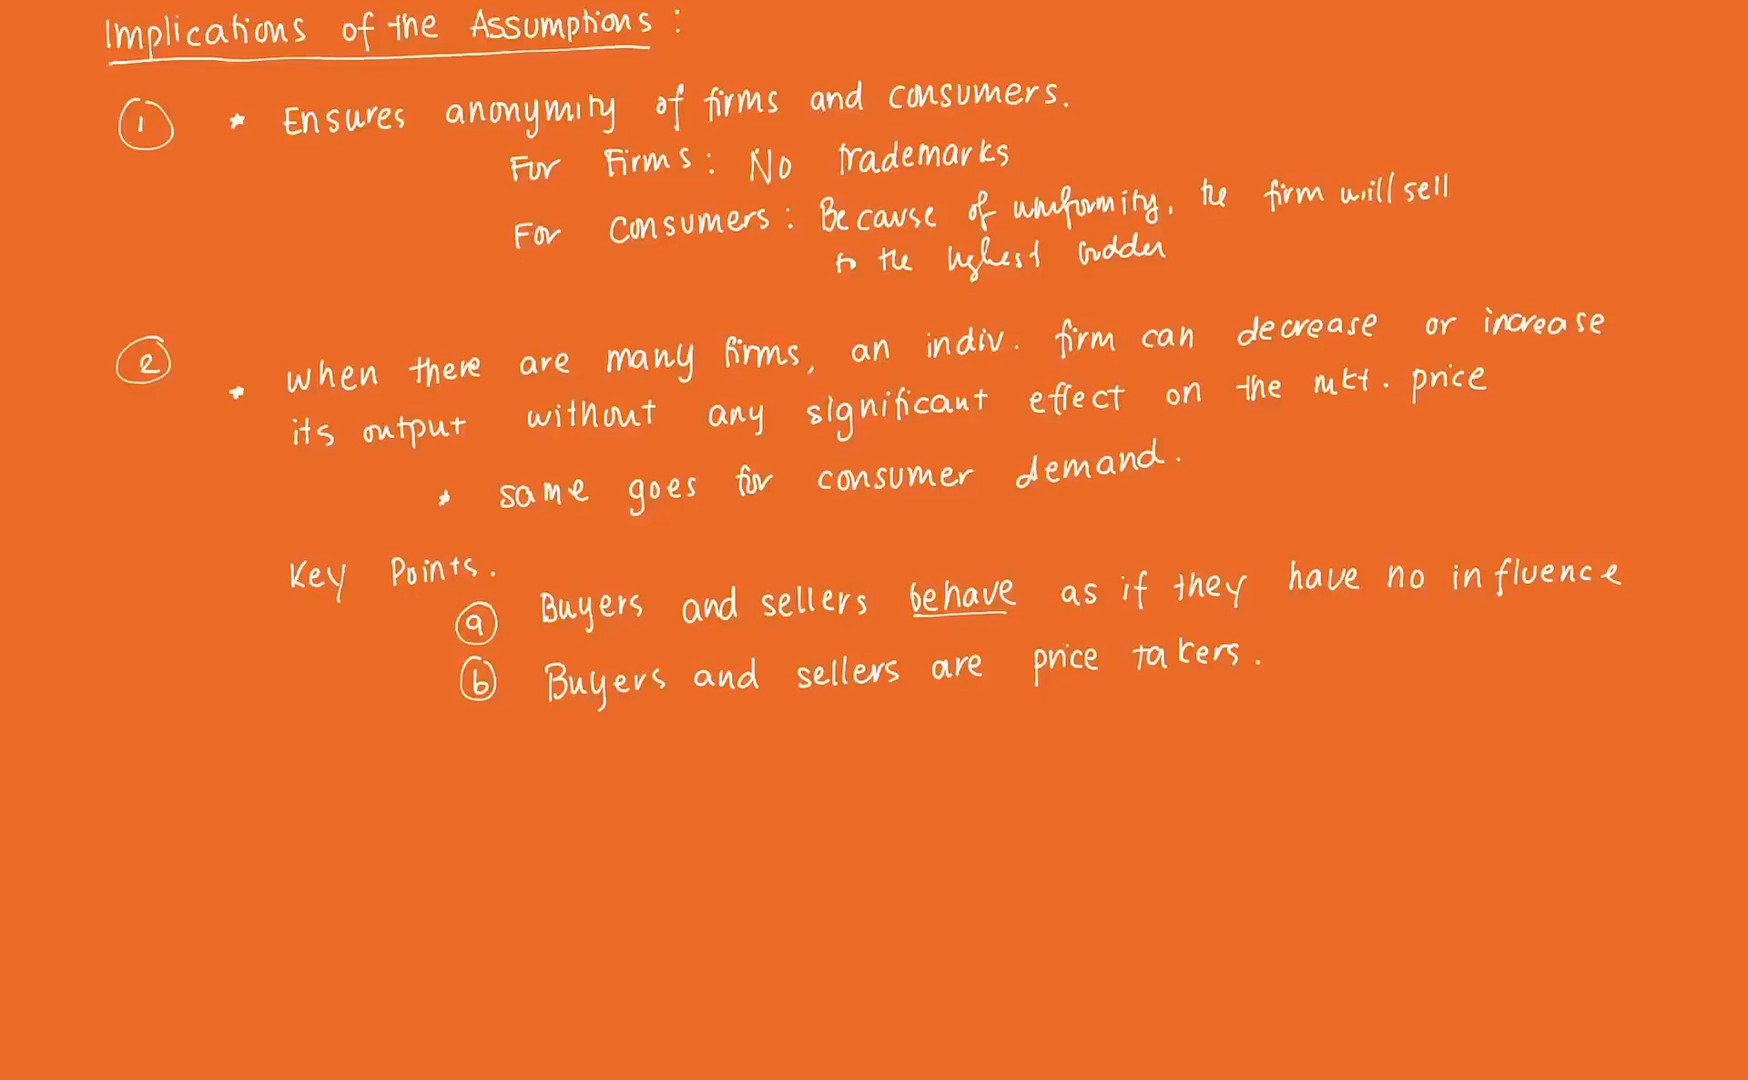 Implications of the Assumptions :
① * Ensures anonymity of firms and consumers.
For Firms : No trademarks
For Consumers : Because of uniformity, the firm will sell
to the highest bidder
② * when there are many firms, an indiv. firm can decrease or increase
its output without any significant effect on the mkt. price
* same goes for consumer demand.
Key Points.
ⓐ Buyers and sellers behave as if they have no influence
ⓑ Buyers and sellers are price takers.